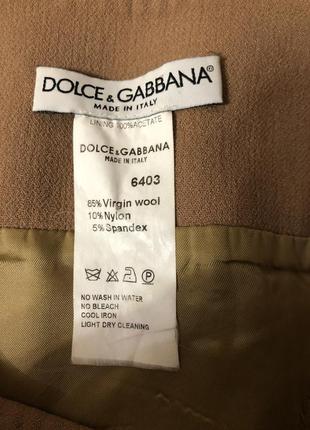 DOLCE & GABBANA
MADE IN ITALY
LINING 100%ACETATE
DOLCE & GABBANA
MADE IN ITALY
6403
85% Virgin wool
10% Nylon
5% Spandex
P
NO WASH IN WATER
NO BLEACH
COOL IRON
LIGHT DRY CLEANING